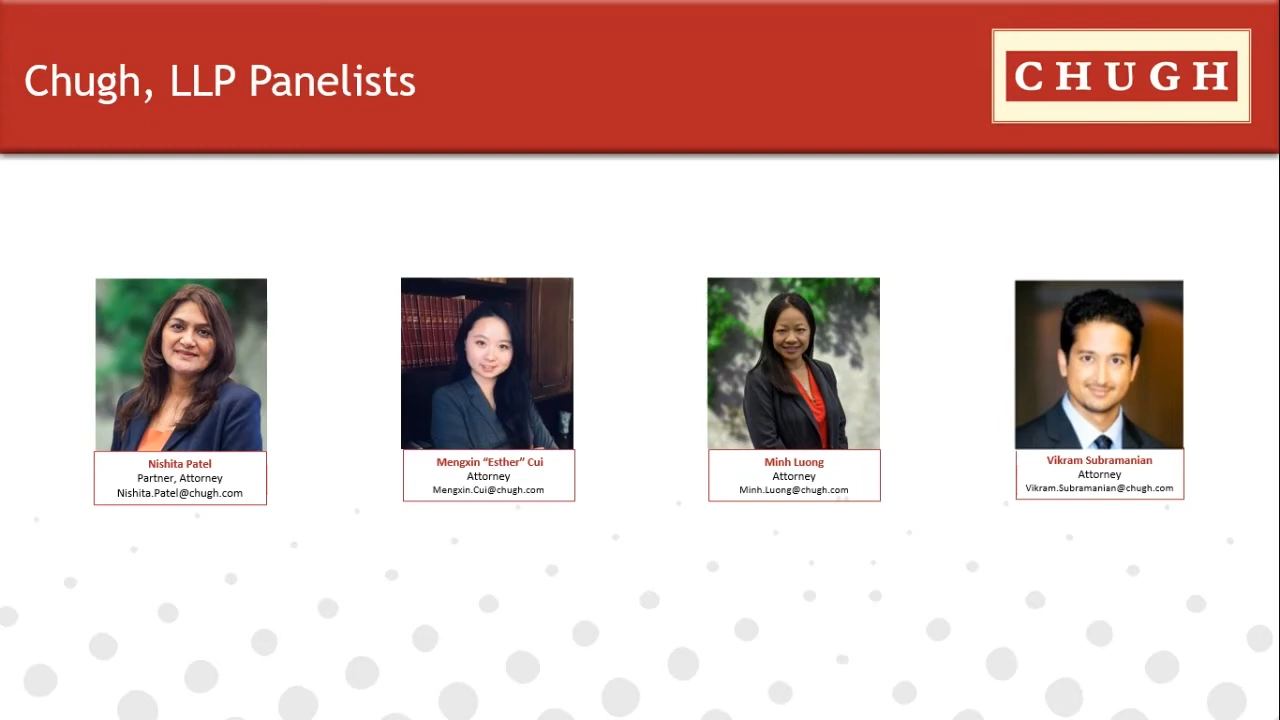 Chugh, LLP Panelists
CHUGH
Nishita Patel
Partner, Attorney
Nishita.Patel@chugh.com
Mengxin “Esther” Cui
Attorney
Mengxin.Cui@chugh.com
Minh Luong
Attorney
Minh.Luong@chugh.com
Vikram Subramanian
Attorney
Vikram.Subramanian@chugh.com